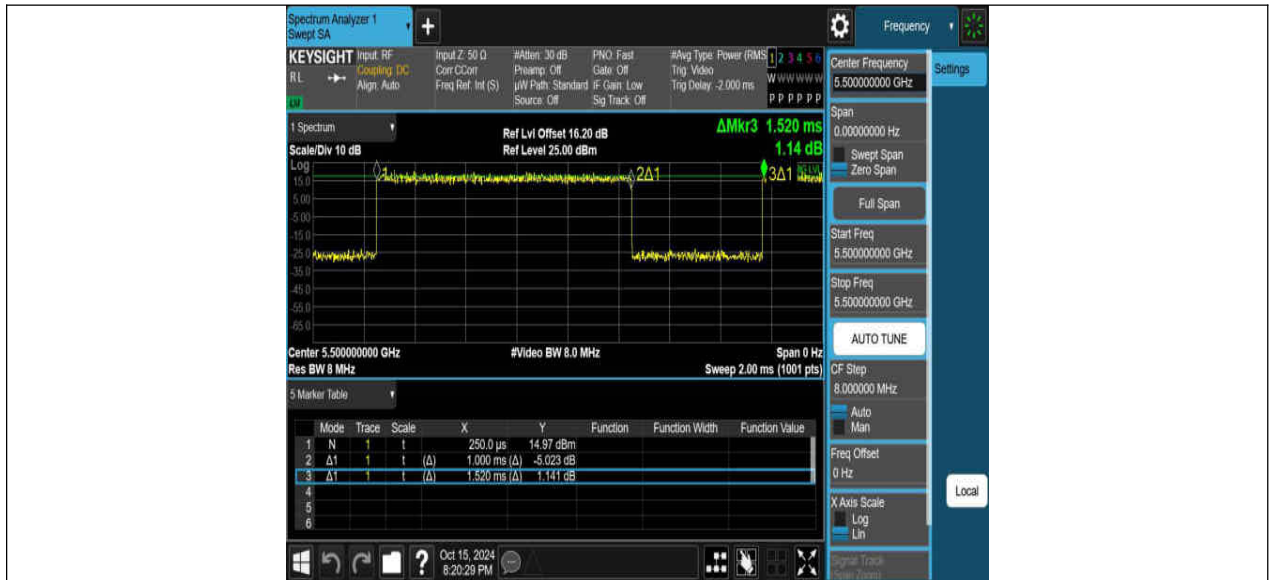 Spectrum Analyzer 1
Swept SA
Frequency
KEYSIGHT
RL
Input: RF
Coupling: DC
Align: Auto
Input Z: 50 Ω
Corr CCorr
Freq Ref: Int (S)
#Atten: 30 dB
Preamp: Off
µW Path: Standard
Source: Off
PNO: Fast
Gate: Off
IF Gain: Low
Sig Track: Off
#Avg Type: Power (RMS
Trig: Video
Trig Delay: -2.000 ms
1 2 3 4 5 6
W W W W W W
P P P P P P
1 Spectrum
Scale/Div 10 dB
Ref Lvl Offset 16.20 dB
Ref Level 25.00 dBm
ΔMkr3 1.520 ms
1.14 dB
Log
15.0
5.00
-5.00
-15.0
-25.0
-35.0
-45.0
-55.0
-65.0
1
2Δ1
3Δ1
Center 5.500000000 GHz
#Video BW 8.0 MHz
Span 0 Hz
Res BW 8 MHz
Sweep 2.00 ms (1001 pts)
5 Marker Table
Mode Trace Scale X Y Function Function Width Function Value
1 N 1 t 250.0 µs 14.97 dBm
2 Δ1 1 t (Δ) 1.000 ms (Δ) -5.023 dB
3 Δ1 1 t (Δ) 1.520 ms (Δ) 1.141 dB
4
5
6
Oct 15, 2024
8:20:29 PM
Center Frequency
5.500000000 GHz
Settings
Span
0.00000000 Hz
Swept Span
Zero Span
Full Span
Start Freq
5.500000000 GHz
Stop Freq
5.500000000 GHz
AUTO TUNE
CF Step
8.000000 MHz
Auto
Man
Freq Offset
0 Hz
X Axis Scale
Log
Lin
Signal Track
(Span Zoom)
Local